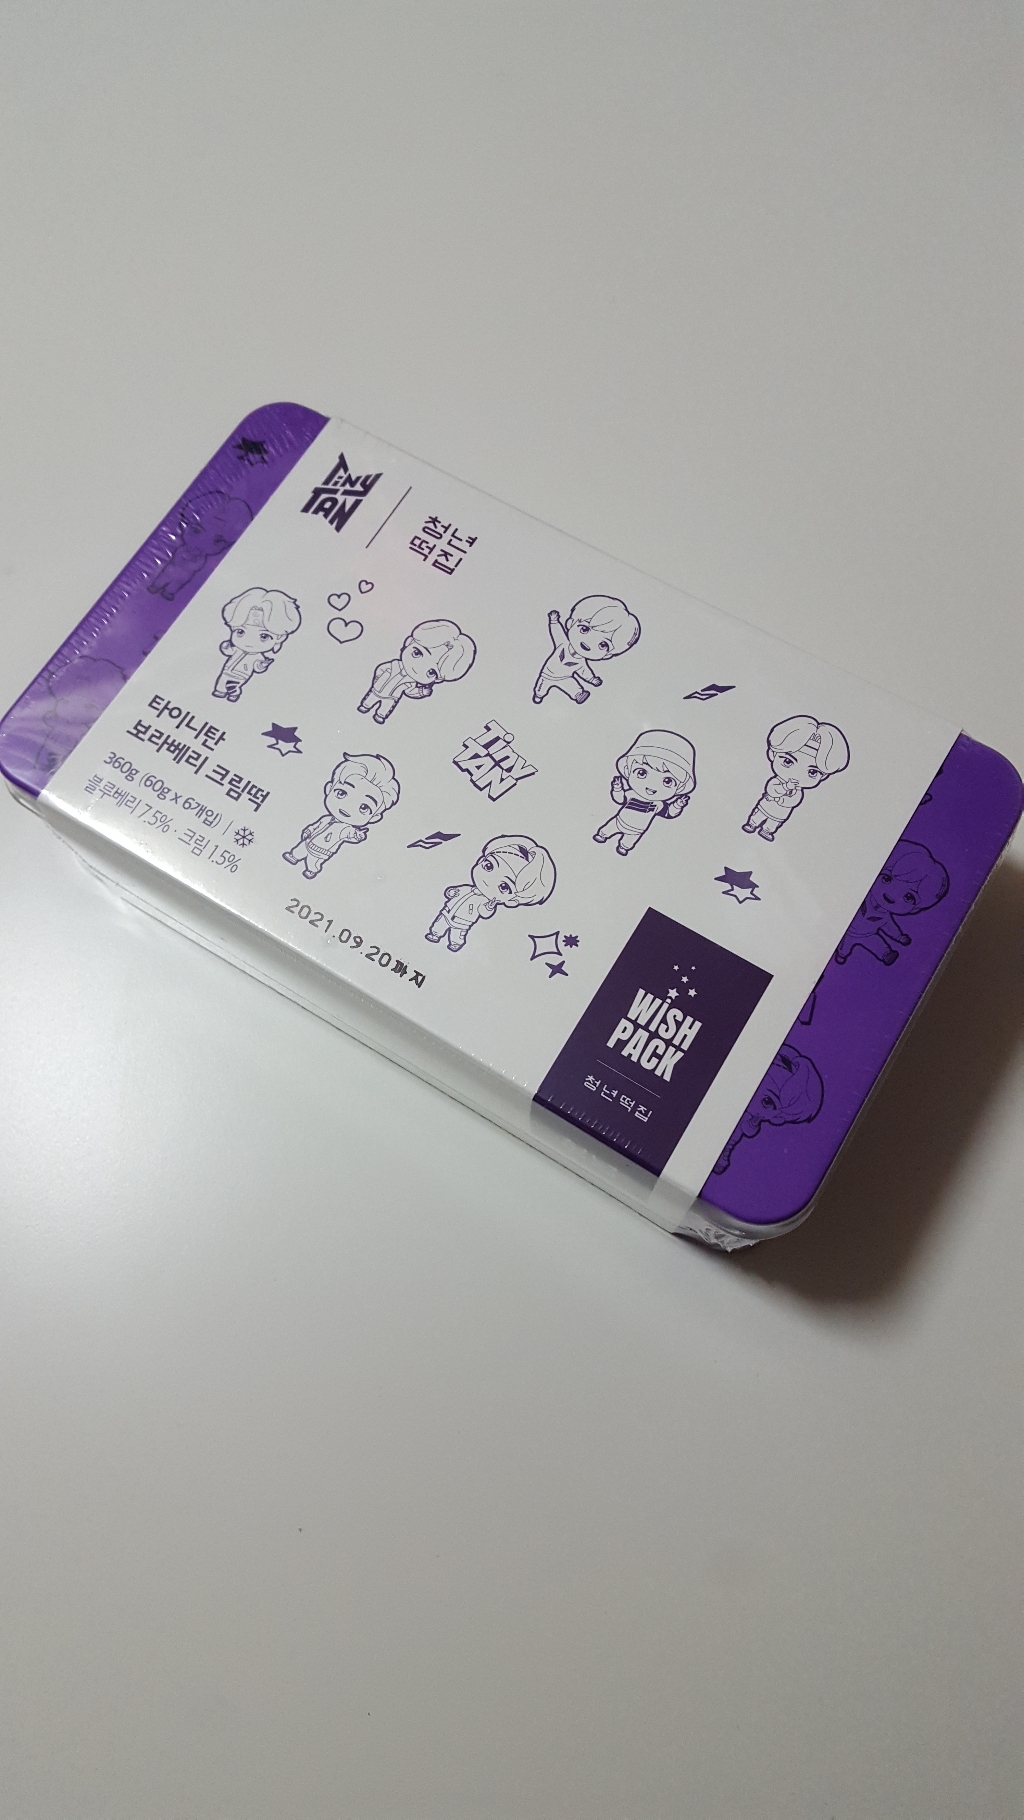 TinyTAN
청년
떡집
타이니탄
보라베리 크림떡
360g (60g x 6개입)
블루베리 7.5% · 크림 1.5%
Tiny
TAN
2021.09.20까지
WiSH
PACK
청년떡집